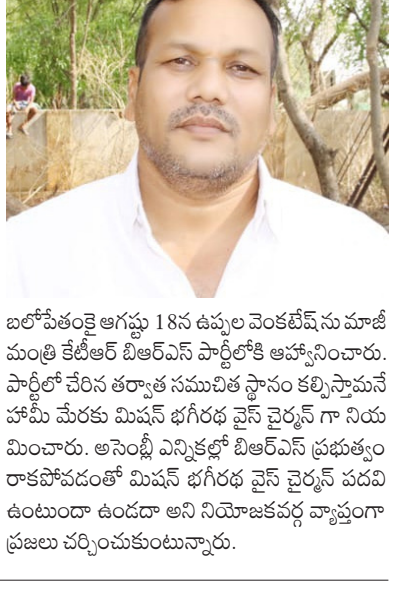 బలోపేతంకై ఆగష్టు 18న ఉప్పల వెంకటేష్‌ను మాజీ
మంత్రి కేటీఆర్ బిఆర్ఎస్ పార్టీలోకి ఆహ్వానించారు.
పార్టీలో చేరిన తర్వాత సముచిత స్థానం కల్పిస్తామనే
హామీ మేరకు మిషన్ భగీరథ వైస్ చైర్మన్ గా నియ
మించారు. అసెంబ్లీ ఎన్నికల్లో బిఆర్ఎస్ ప్రభుత్వం
రాకపోవడంతో మిషన్ భగీరథ వైస్ చైర్మన్ పదవి
ఉంటుందా ఉండదా అని నియోజకవర్గ వ్యాప్తంగా
ప్రజలు చర్చించుకుంటున్నారు.